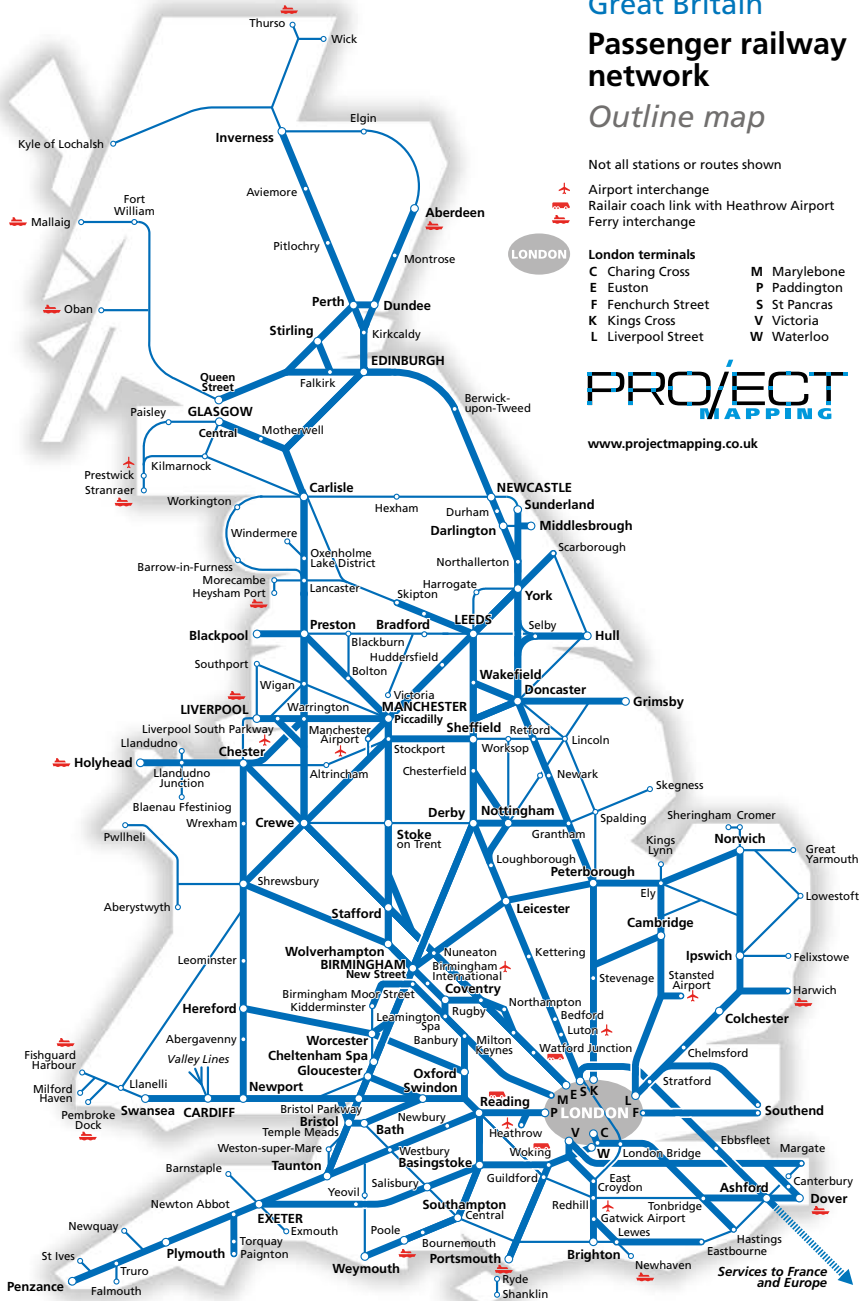 Great Britain
Passenger railway
network
Outline map
Not all stations or routes shown
Airport interchange
Railair coach link with Heathrow Airport
Ferry interchange
LONDON
London terminals
C Charing Cross
E Euston
F Fenchurch Street
K Kings Cross
L Liverpool Street
M Marylebone
P Paddington
S St Pancras
V Victoria
W Waterloo
PROJECT
MAPPING
www.projectmapping.co.uk
Thurso
Wick
Kyle of Lochalsh
Inverness
Elgin
Aviemore
Fort
William
Mallaig
Aberdeen
Pitlochry
Montrose
Oban
Perth
Dundee
Stirling
Kirkcaldy
EDINBURGH
Queen
Street
Falkirk
Berwick-
upon-Tweed
Paisley
GLASGOW
Central
Motherwell
Kilmarnock
Prestwick
Stranraer
Carlisle
NEWCASTLE
Sunderland
Workington
Hexham
Durham
Darlington
Middlesbrough
Windermere
Oxenholme
Lake District
Northallerton
Scarborough
Barrow-in-Furness
Morecambe
Heysham Port
Lancaster
Harrogate
Skipton
York
Blackpool
Preston
Bradford
LEEDS
Selby
Hull
Blackburn
Huddersfield
Southport
Bolton
Wakefield
Wigan
Victoria
Doncaster
LIVERPOOL
Warrington
MANCHESTER
Piccadilly
Grimsby
Liverpool South Parkway
Manchester
Airport
Sheffield
Retford
Llandudno
Chester
Stockport
Worksop
Lincoln
Holyhead
Llandudno
Junction
Altrincham
Chesterfield
Newark
Skegness
Blaenau Ffestiniog
Wrexham
Crewe
Stoke
on Trent
Derby
Nottingham
Grantham
Spalding
Sheringham
Cromer
Pwllheli
Kings
Lynn
Norwich
Great
Yarmouth
Loughborough
Peterborough
Shrewsbury
Ely
Aberystwyth
Stafford
Leicester
Lowestoft
Cambridge
Wolverhampton
BIRMINGHAM
New Street
Nuneaton
Birmingham
International
Kettering
Ipswich
Felixstowe
Leominster
Stevenage
Stansted
Airport
Birmingham Moor Street
Kidderminster
Coventry
Rugby
Northampton
Harwich
Hereford
Leamington
Spa
Bedford
Colchester
Abergavenny
Worcester
Banbury
Milton
Keynes
Luton
Fishguard
Harbour
Valley Lines
Cheltenham Spa
Watford Junction
Chelmsford
Gloucester
Oxford
Milford
Haven
Llanelli
Newport
Swindon
Stratford
Pembroke
Dock
Swansea
CARDIFF
Bristol Parkway
Reading
M
E
S
K
L
P
LONDON
F
Southend
Bristol
Temple Meads
Bath
Newbury
Heathrow
V
C
W
London Bridge
Ebbsfleet
Weston-super-Mare
Westbury
Woking
Margate
Barnstaple
Taunton
Basingstoke
Guildford
East
Croydon
Canterbury
Salisbury
Ashford
Newton Abbot
Yeovil
Redhill
Tonbridge
Dover
EXETER
Southampton
Central
Gatwick Airport
Newquay
Exmouth
Poole
Lewes
Hastings
St Ives
Plymouth
Torquay
Paignton
Bournemouth
Brighton
Eastbourne
Truro
Weymouth
Portsmouth
Newhaven
Penzance
Falmouth
Ryde
Shanklin
Services to France
and Europe